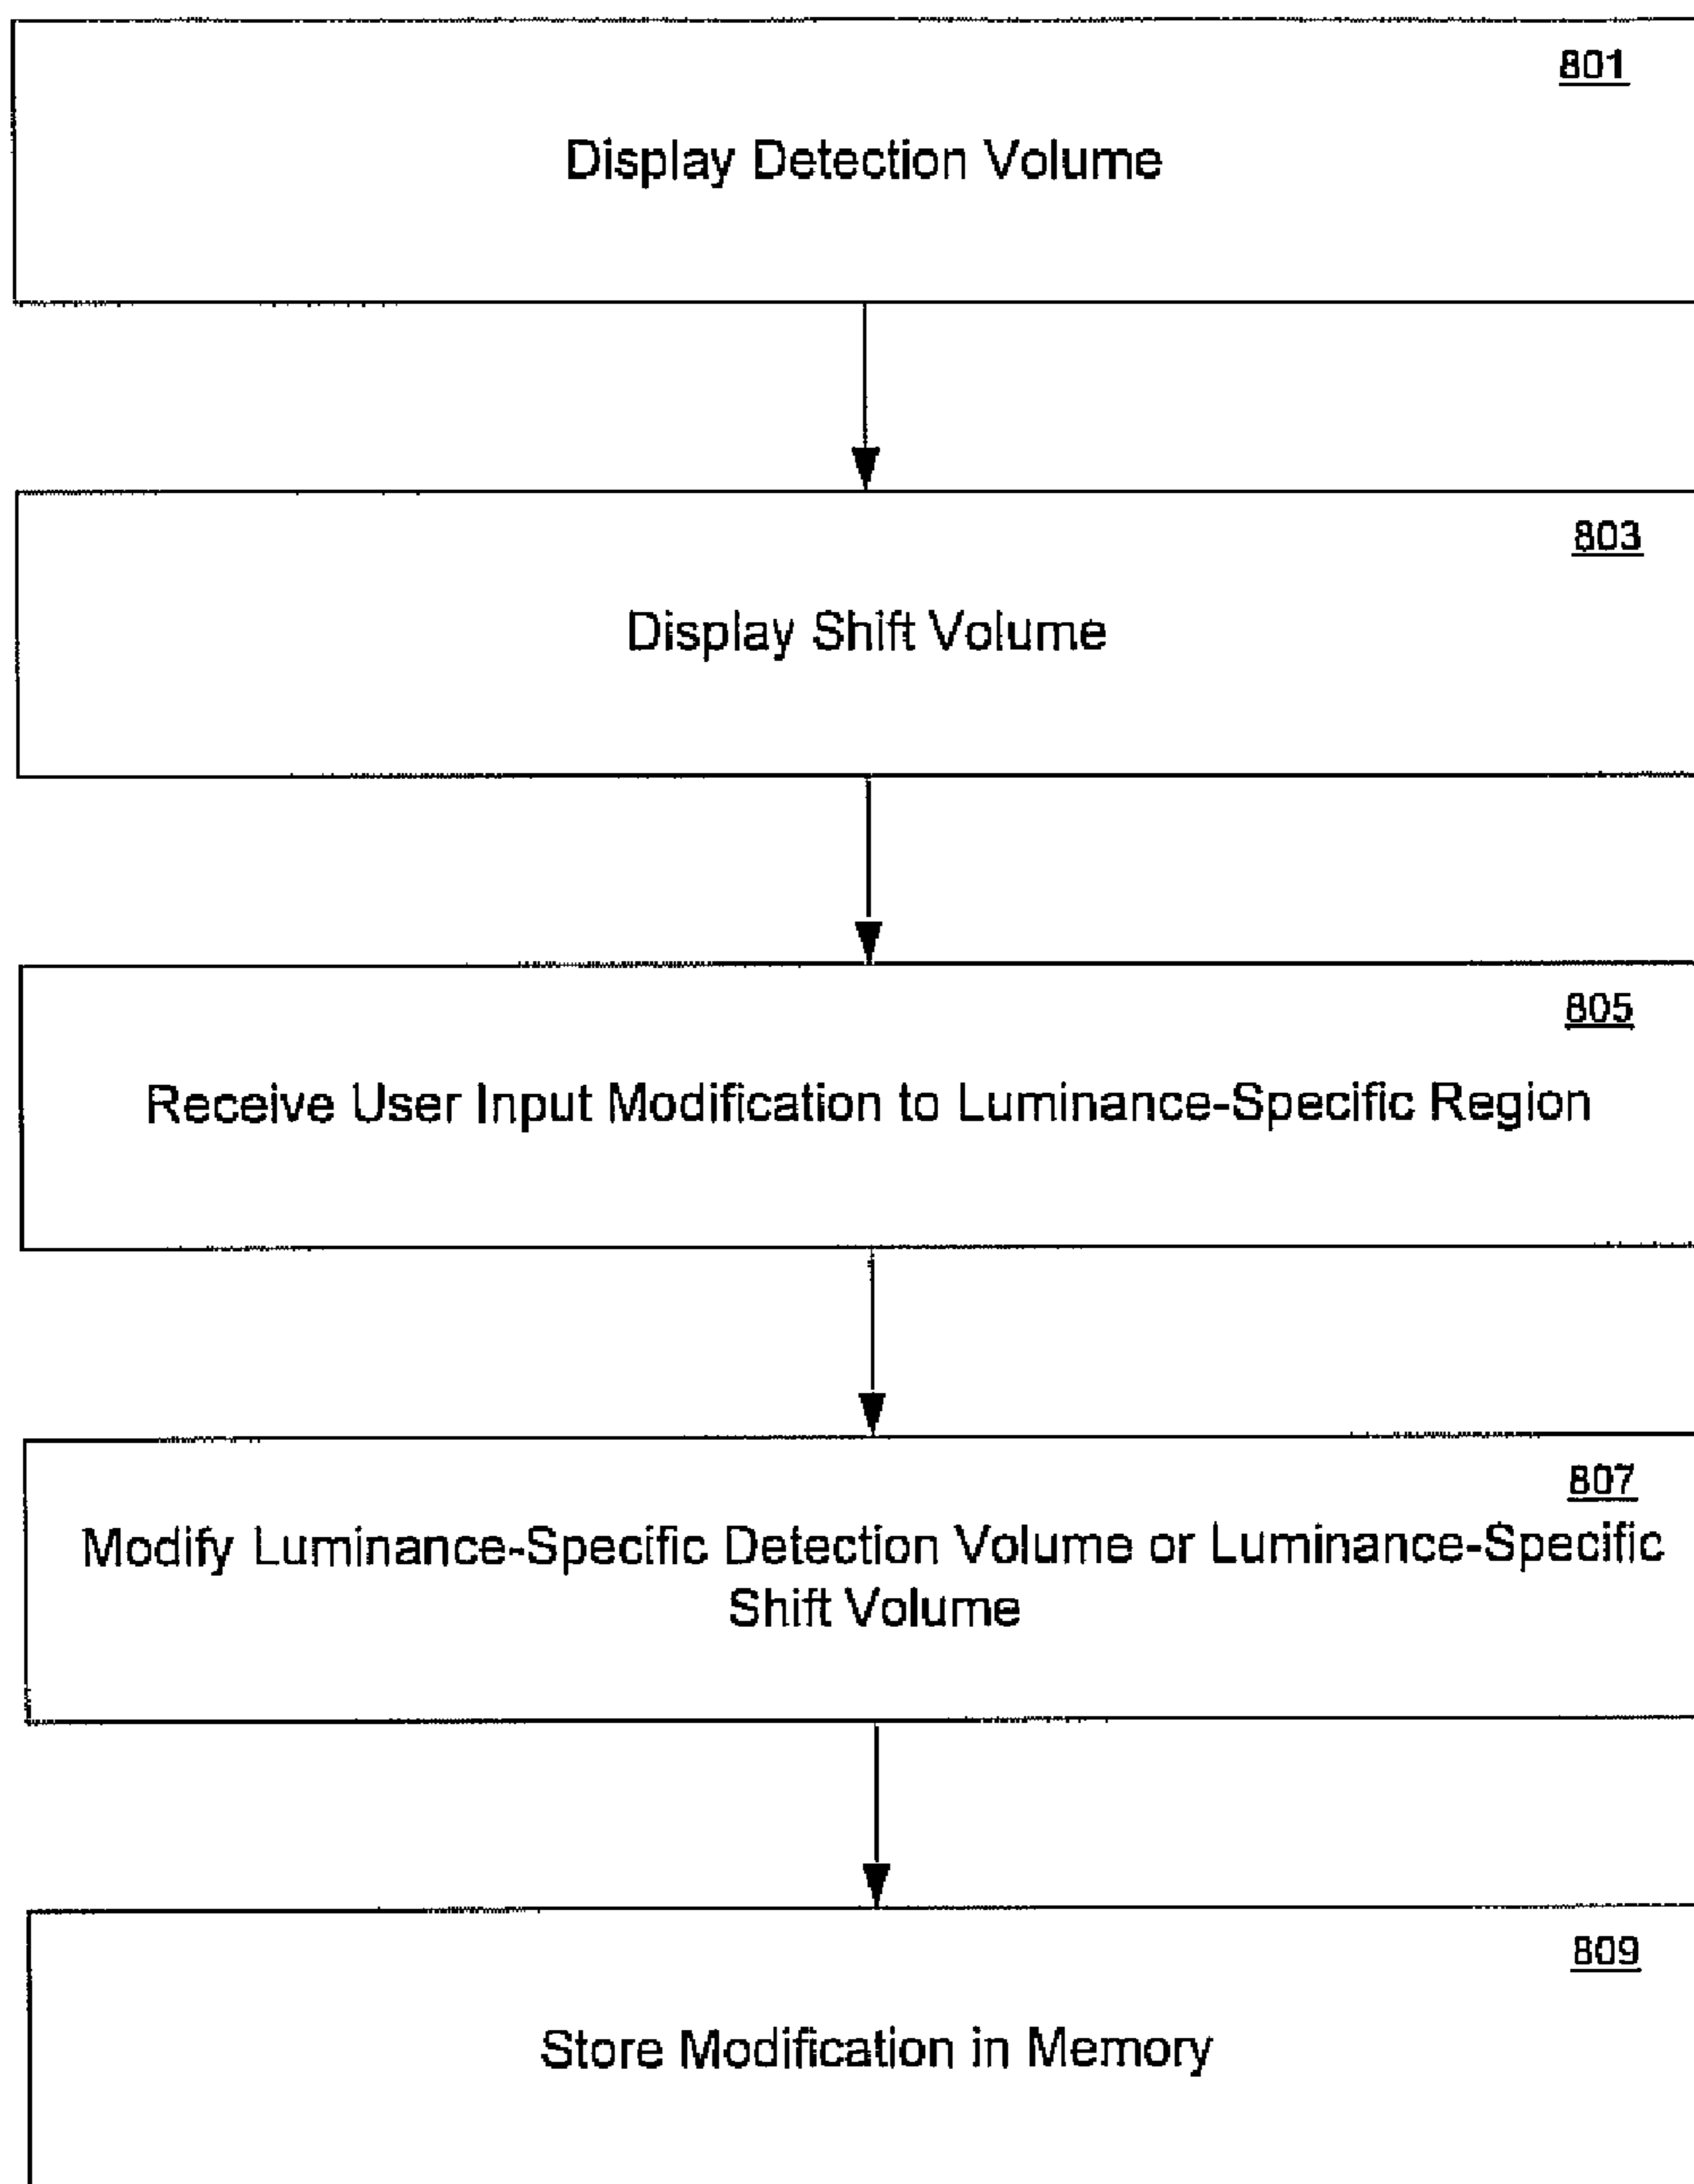 801
Display Detection Volume
803
Display Shift Volume
805
Receive User Input Modification to Luminance-Specific Region
807
Modify Luminance-Specific Detection Volume or Luminance-Specific
Shift Volume
809
Store Modification in Memory